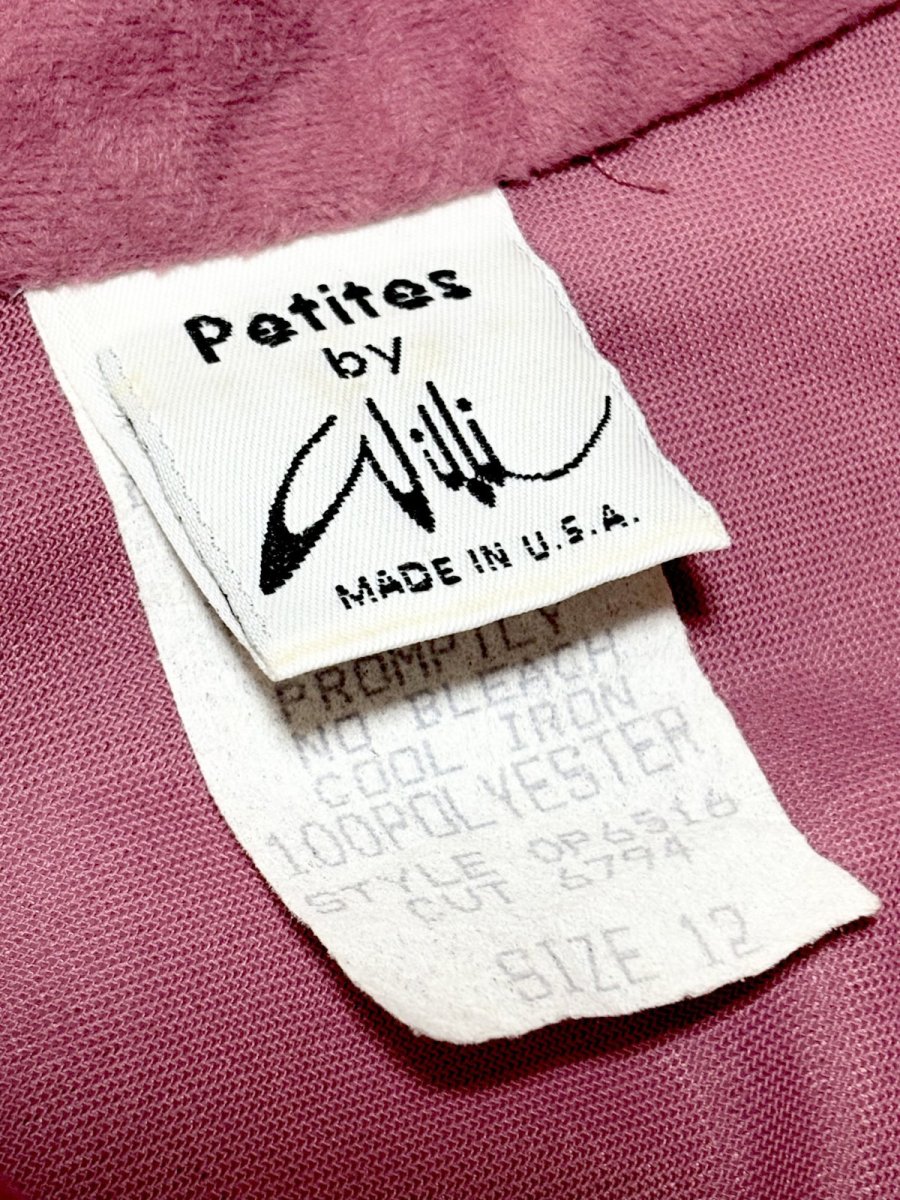 Petites
by
Willi
MADE IN U.S.A.
PROMPTLY
NO BLEACH
COOL IRON
100POLYESTER
STYLE OP6516
CUT 6794
SIZE 12